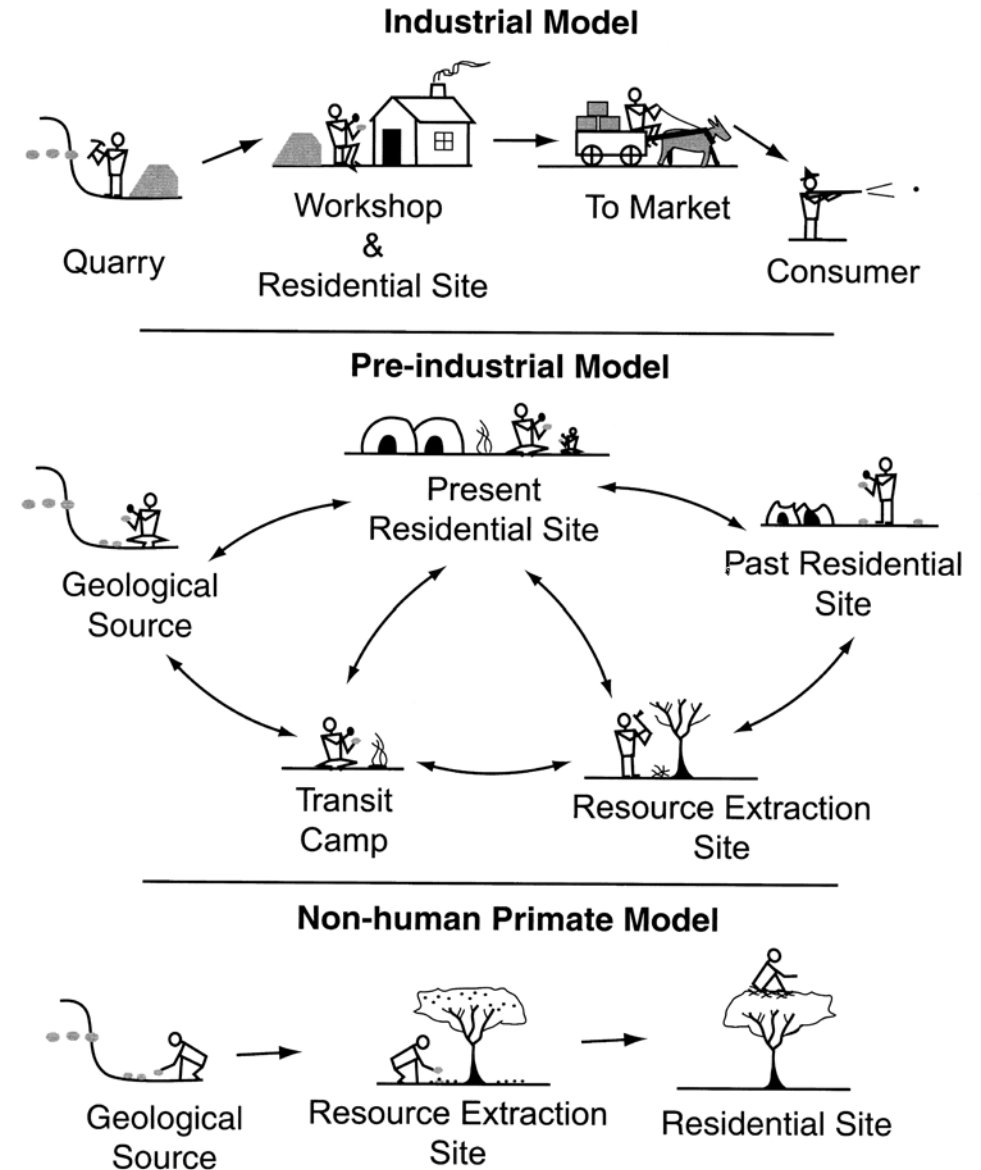 Industrial Model
Workshop
&
Residential Site
To Market
Quarry
Consumer
Pre-industrial Model
Present
Residential Site
Geological
Source
Past Residential
Site
Transit
Camp
Resource Extraction
Site
Non-human Primate Model
Geological
Source
Resource Extraction
Site
Residential Site